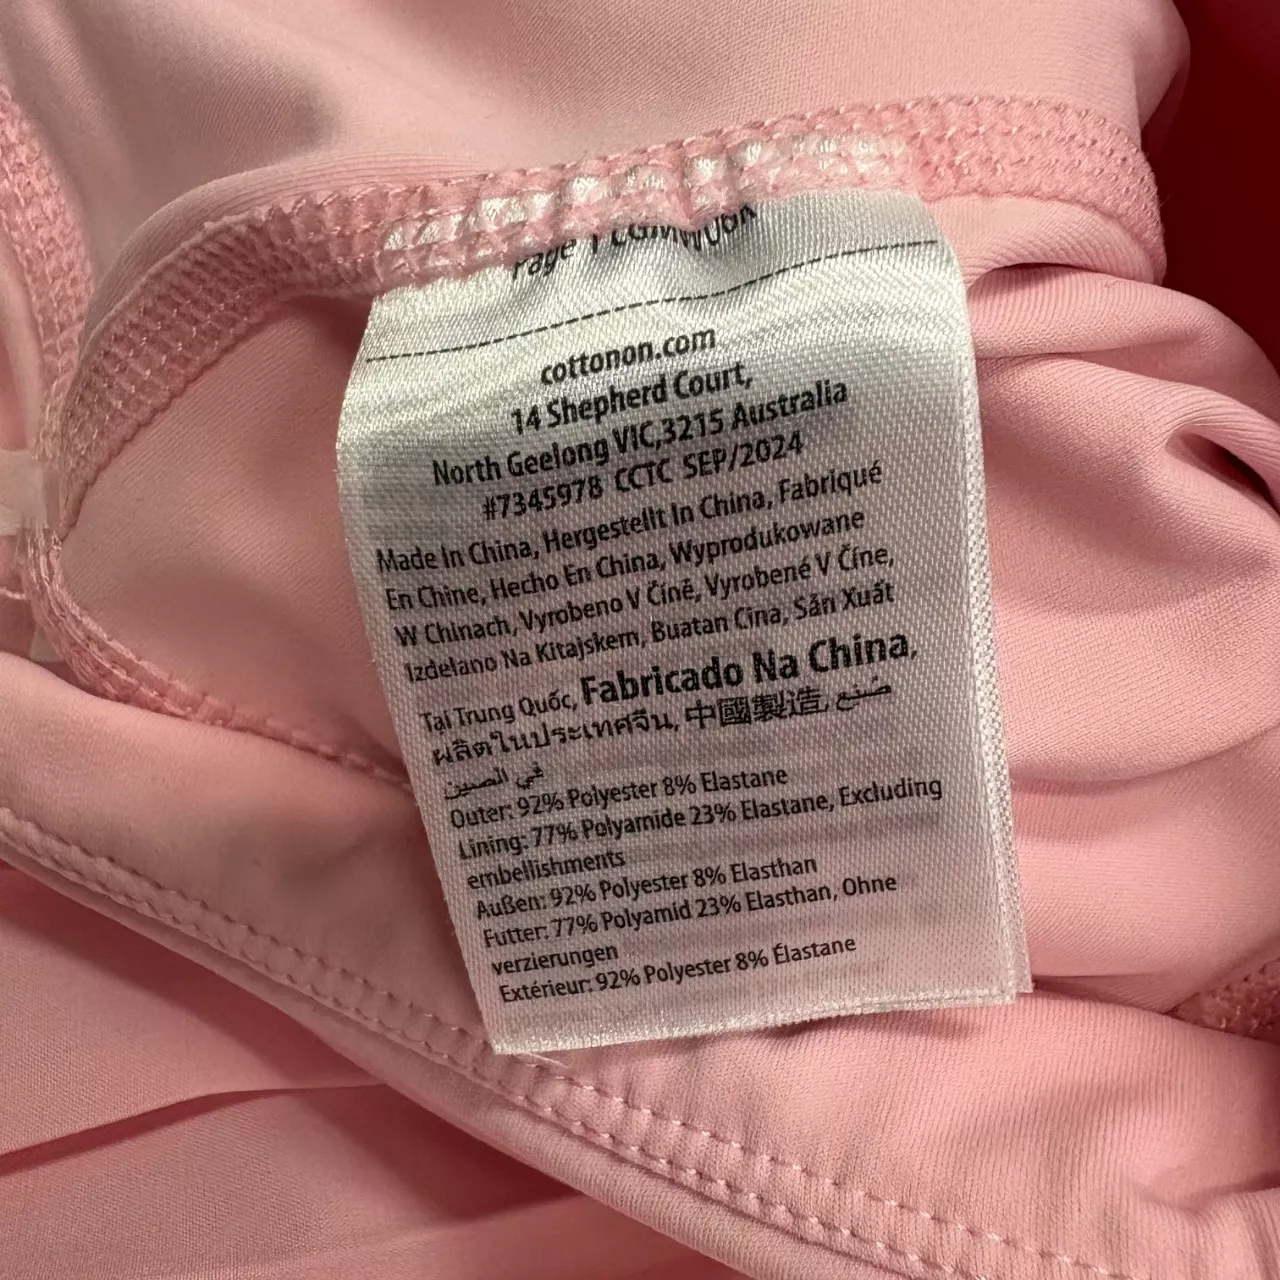 Page 1
cottonon.com
14 Shepherd Court,
North Geelong VIC,3215 Australia
#7345978 CCTC SEP/2024
Made In China, Hergestellt In China, Fabriqué
En Chine, Hecho En China, Wyprodukowane
W Chinach, Vyrobeno V Číně, Vyrobené V Číne,
Izdelano Na Kitajskem, Buatan Cina, Sản Xuất
Tại Trung Quốc, Fabricado Na China,
ผลิตในประเทศจีน, 中國製造, صُنع
في الصين
Outer: 92% Polyester 8% Elastane
Lining: 77% Polyamide 23% Elastane, Excluding
embellishments
Außen: 92% Polyester 8% Elasthan
Futter: 77% Polyamid 23% Elasthan, Ohne
verzierungen
Extérieur: 92% Polyester 8% Élastane